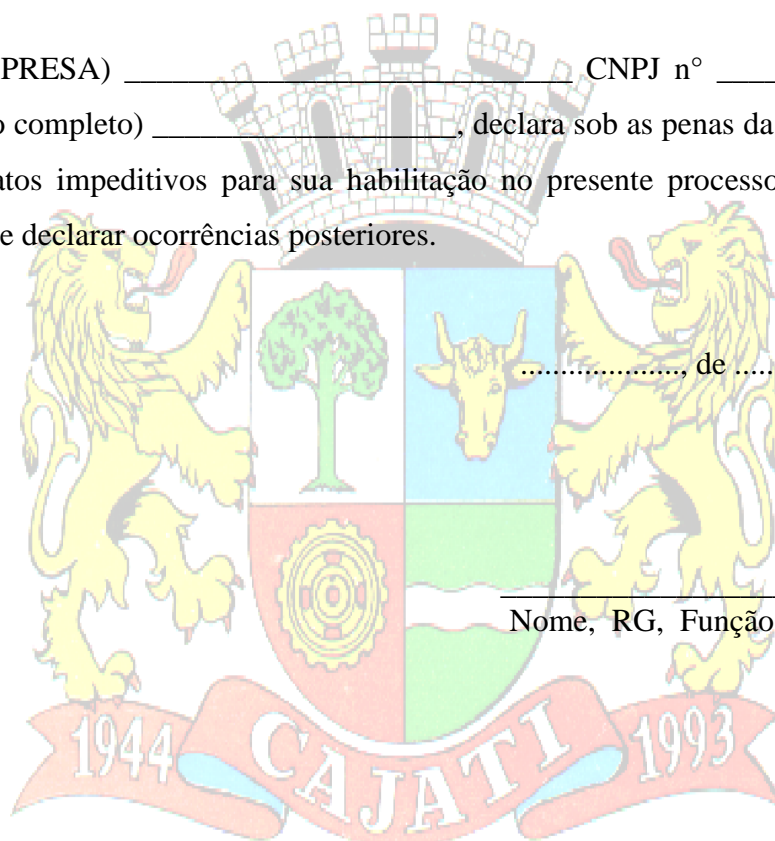 PRESA) ____________________________ CNPJ n° ____
o completo) ___________________, declara sob as penas da
atos impeditivos para sua habilitação no presente processo
e declarar ocorrências posteriores.
...................., de .....
_________________
Nome, RG, Função
1944 CAJATI 1993